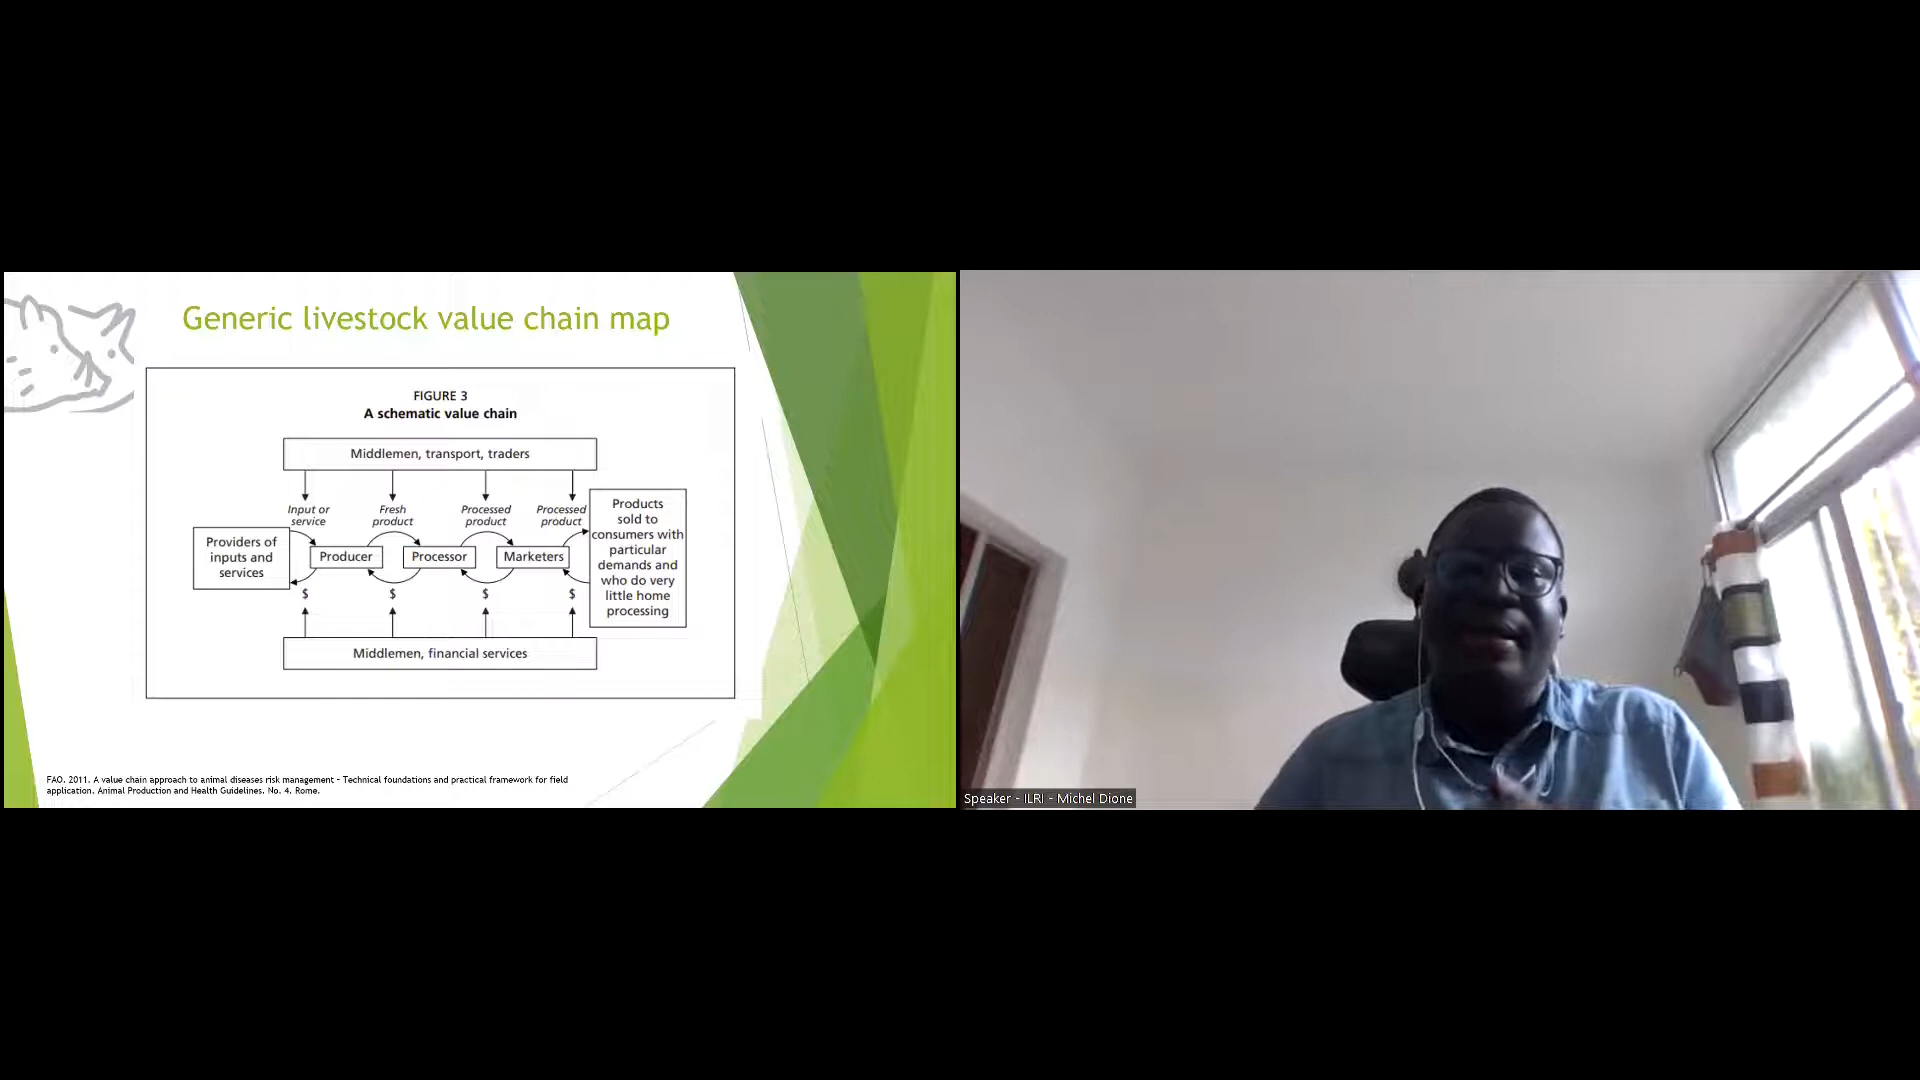 Generic livestock value chain map
FIGURE 3
A schematic value chain
Middlemen, transport, traders
Input or
service
Fresh
product
Processed
product
Processed
product
Providers of
inputs and
services
Producer
Processor
Marketers
Products
sold to
consumers with
particular
demands and
who do very
little home
processing
$
$
$
$
Middlemen, financial services
FAO. 2011. A value chain approach to animal diseases risk management – Technical foundations and practical framework for field
application. Animal Production and Health Guidelines. No. 4. Rome.
Speaker - ILRI - Michel Dione